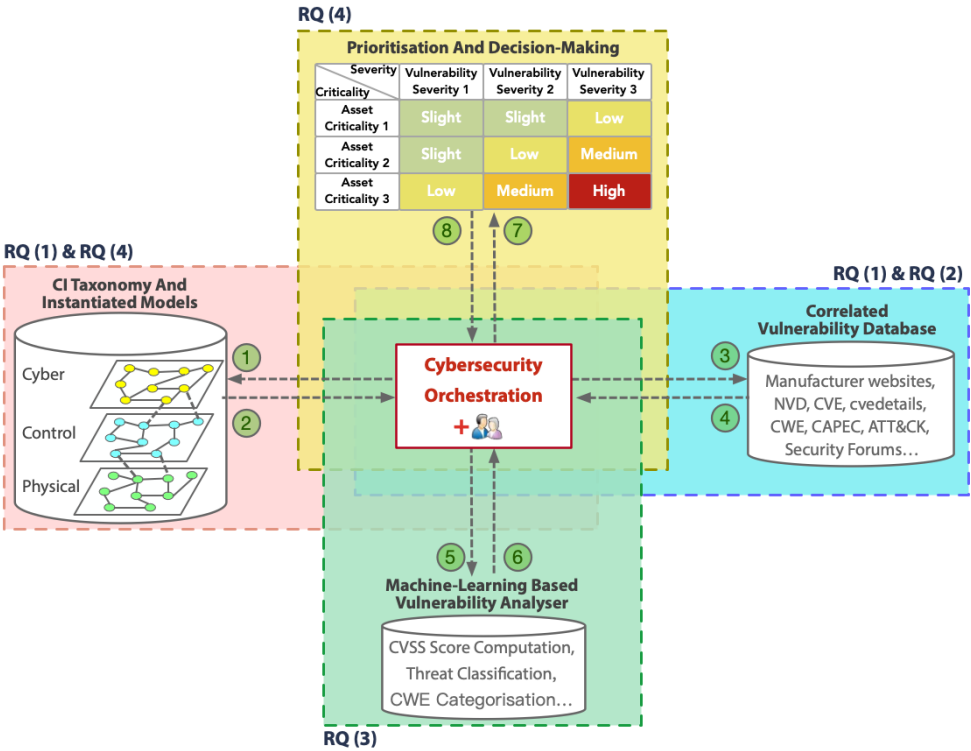 RQ (4)
Prioritisation And Decision-Making
Severity
Criticality
Vulnerability
Severity 1
Vulnerability
Severity 2
Vulnerability
Severity 3
Asset
Criticality 1
Slight
Slight
Low
Asset
Criticality 2
Slight
Low
Medium
Asset
Criticality 3
Low
Medium
High
8
7
RQ (1) & RQ (4)
CI Taxonomy And
Instantiated Models
Cyber
Control
Physical
1
2
Cybersecurity
Orchestration
+
RQ (1) & RQ (2)
Correlated
Vulnerability Database
3
4
Manufacturer websites,
NVD, CVE, cvedetails,
CWE, CAPEC, ATT&CK,
Security Forums...
5
6
Machine-Learning Based
Vulnerability Analyser
CVSS Score Computation,
Threat Classification,
CWE Categorisation...
RQ (3)